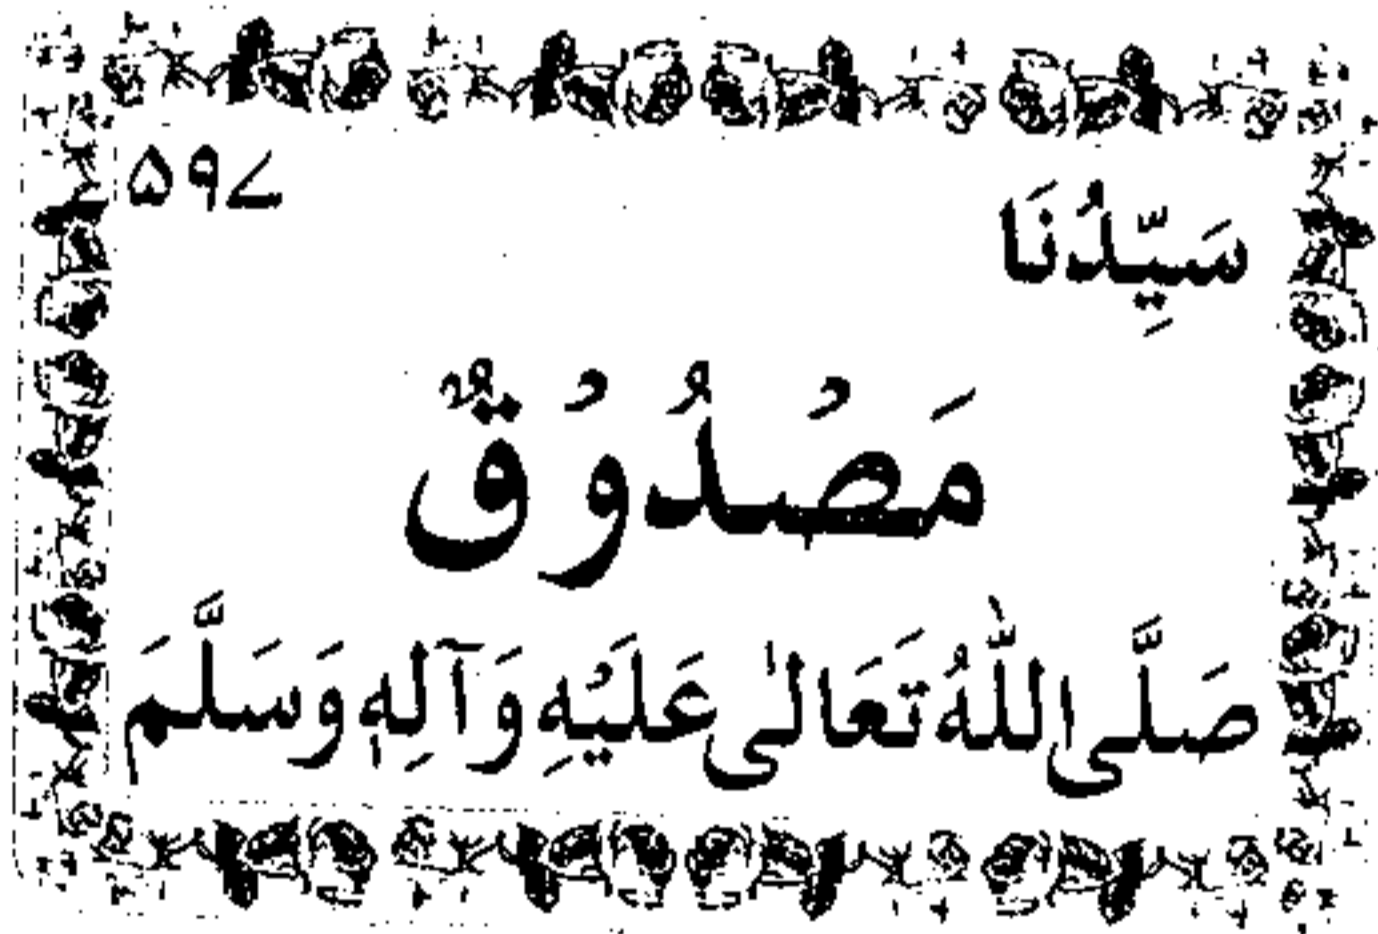 ۵۹۷
سَيِّدُنَا
مَصْدُوْقٌ
صَلَّى اللّٰهُ تَعَالٰى عَلَيْهِ وَآلِهٖ وَسَلَّمَ